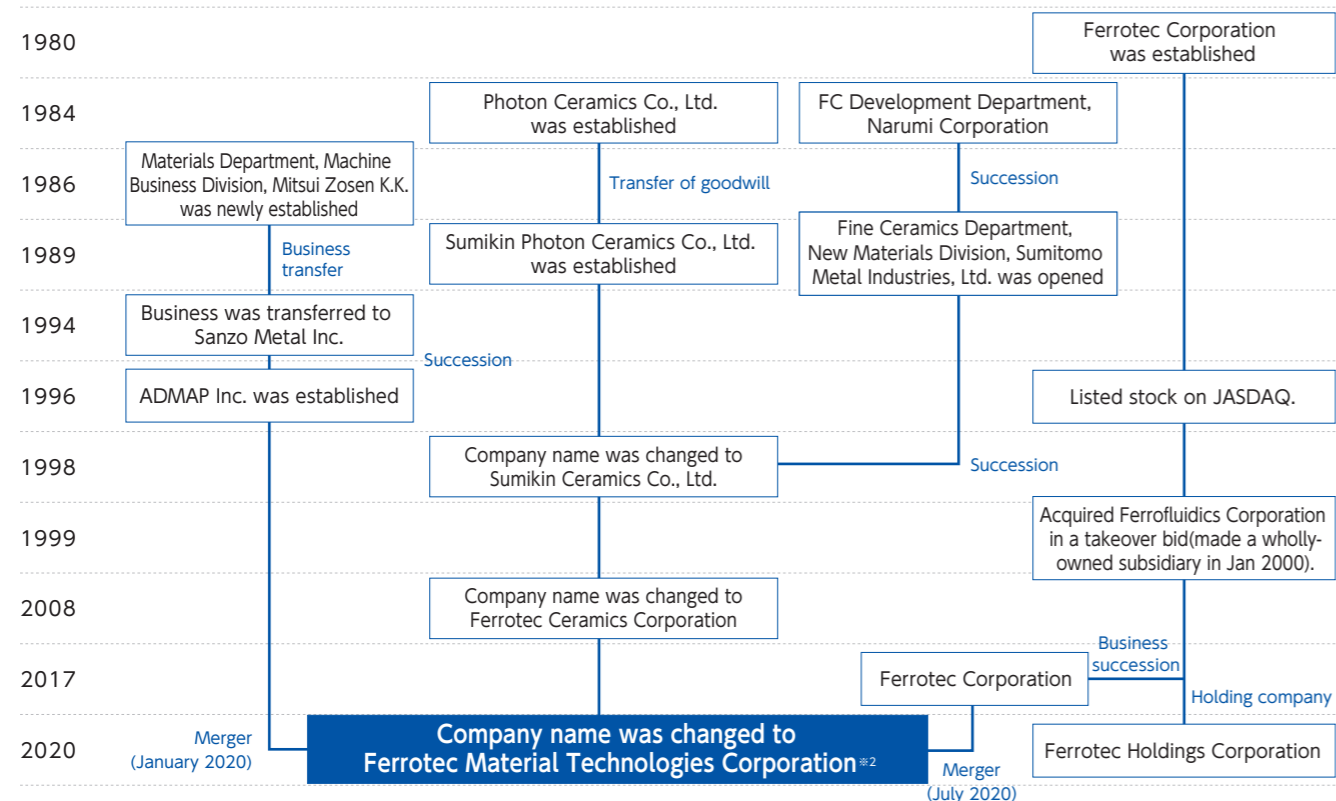 1980
Ferrotec Corporation
was established
1984
Photon Ceramics Co., Ltd.
was established
FC Development Department,
Narumi Corporation
1986
Materials Department, Machine
Business Division, Mitsui Zosen K.K.
was newly established
Transfer of goodwill
Succession
1989
Business
transfer
Sumikin Photon Ceramics Co., Ltd.
was established
Fine Ceramics Department,
New Materials Division, Sumitomo
Metal Industries, Ltd. was opened
1994
Business was transferred to
Sanzo Metal Inc.
Succession
1996
ADMAP Inc. was established
Listed stock on JASDAQ.
1998
Company name was changed to
Sumikin Ceramics Co., Ltd.
Succession
1999
Acquired Ferrofluidics Corporation
in a takeover bid(made a wholly-
owned subsidiary in Jan 2000).
2008
Company name was changed to
Ferrotec Ceramics Corporation
2017
Ferrotec Corporation
Business
succession
Holding company
2020
Merger
(January 2020)
Company name was changed to
Ferrotec Material Technologies Corporation※2
Merger
(July 2020)
Ferrotec Holdings Corporation